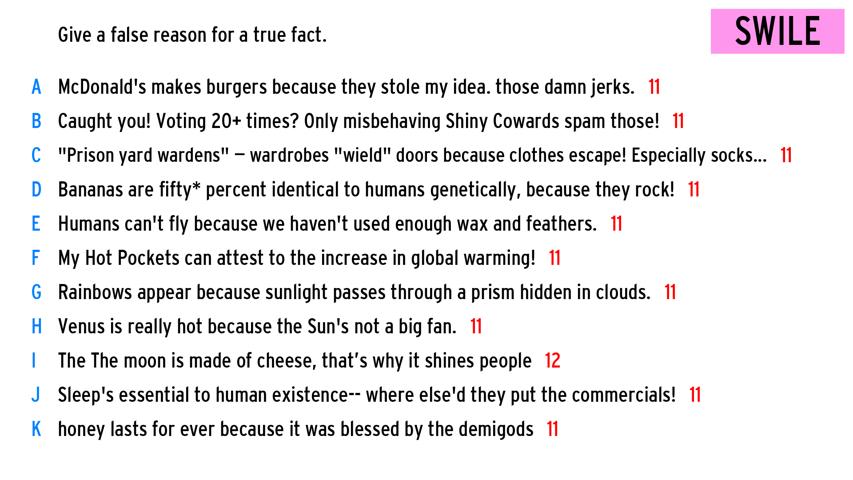 Give a false reason for a true fact.
SWILE
A McDonald's makes burgers because they stole my idea. those damn jerks. 11
B Caught you! Voting 20+ times? Only misbehaving Shiny Cowards spam those! 11
C "Prison yard wardens" – wardrobes "wield" doors because clothes escape! Especially socks... 11
D Bananas are fifty* percent identical to humans genetically, because they rock! 11
E Humans can't fly because we haven't used enough wax and feathers. 11
F My Hot Pockets can attest to the increase in global warming! 11
G Rainbows appear because sunlight passes through a prism hidden in clouds. 11
H Venus is really hot because the Sun's not a big fan. 11
I The The moon is made of cheese, that’s why it shines people 12
J Sleep's essential to human existence-- where else'd they put the commercials! 11
K honey lasts for ever because it was blessed by the demigods 11